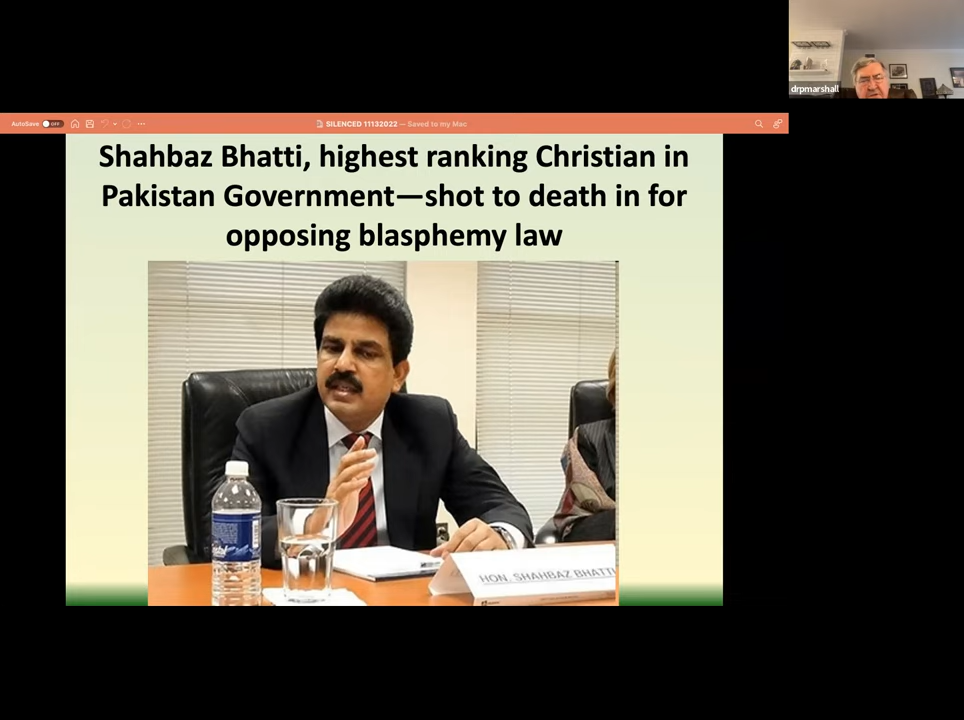 drpmarshall
AutoSave OFF
SILENCED 11132022 — Saved to my Mac
Shahbaz Bhatti, highest ranking Christian in
Pakistan Government—shot to death in for
opposing blasphemy law
HON. SHAHBAZ BHATTI